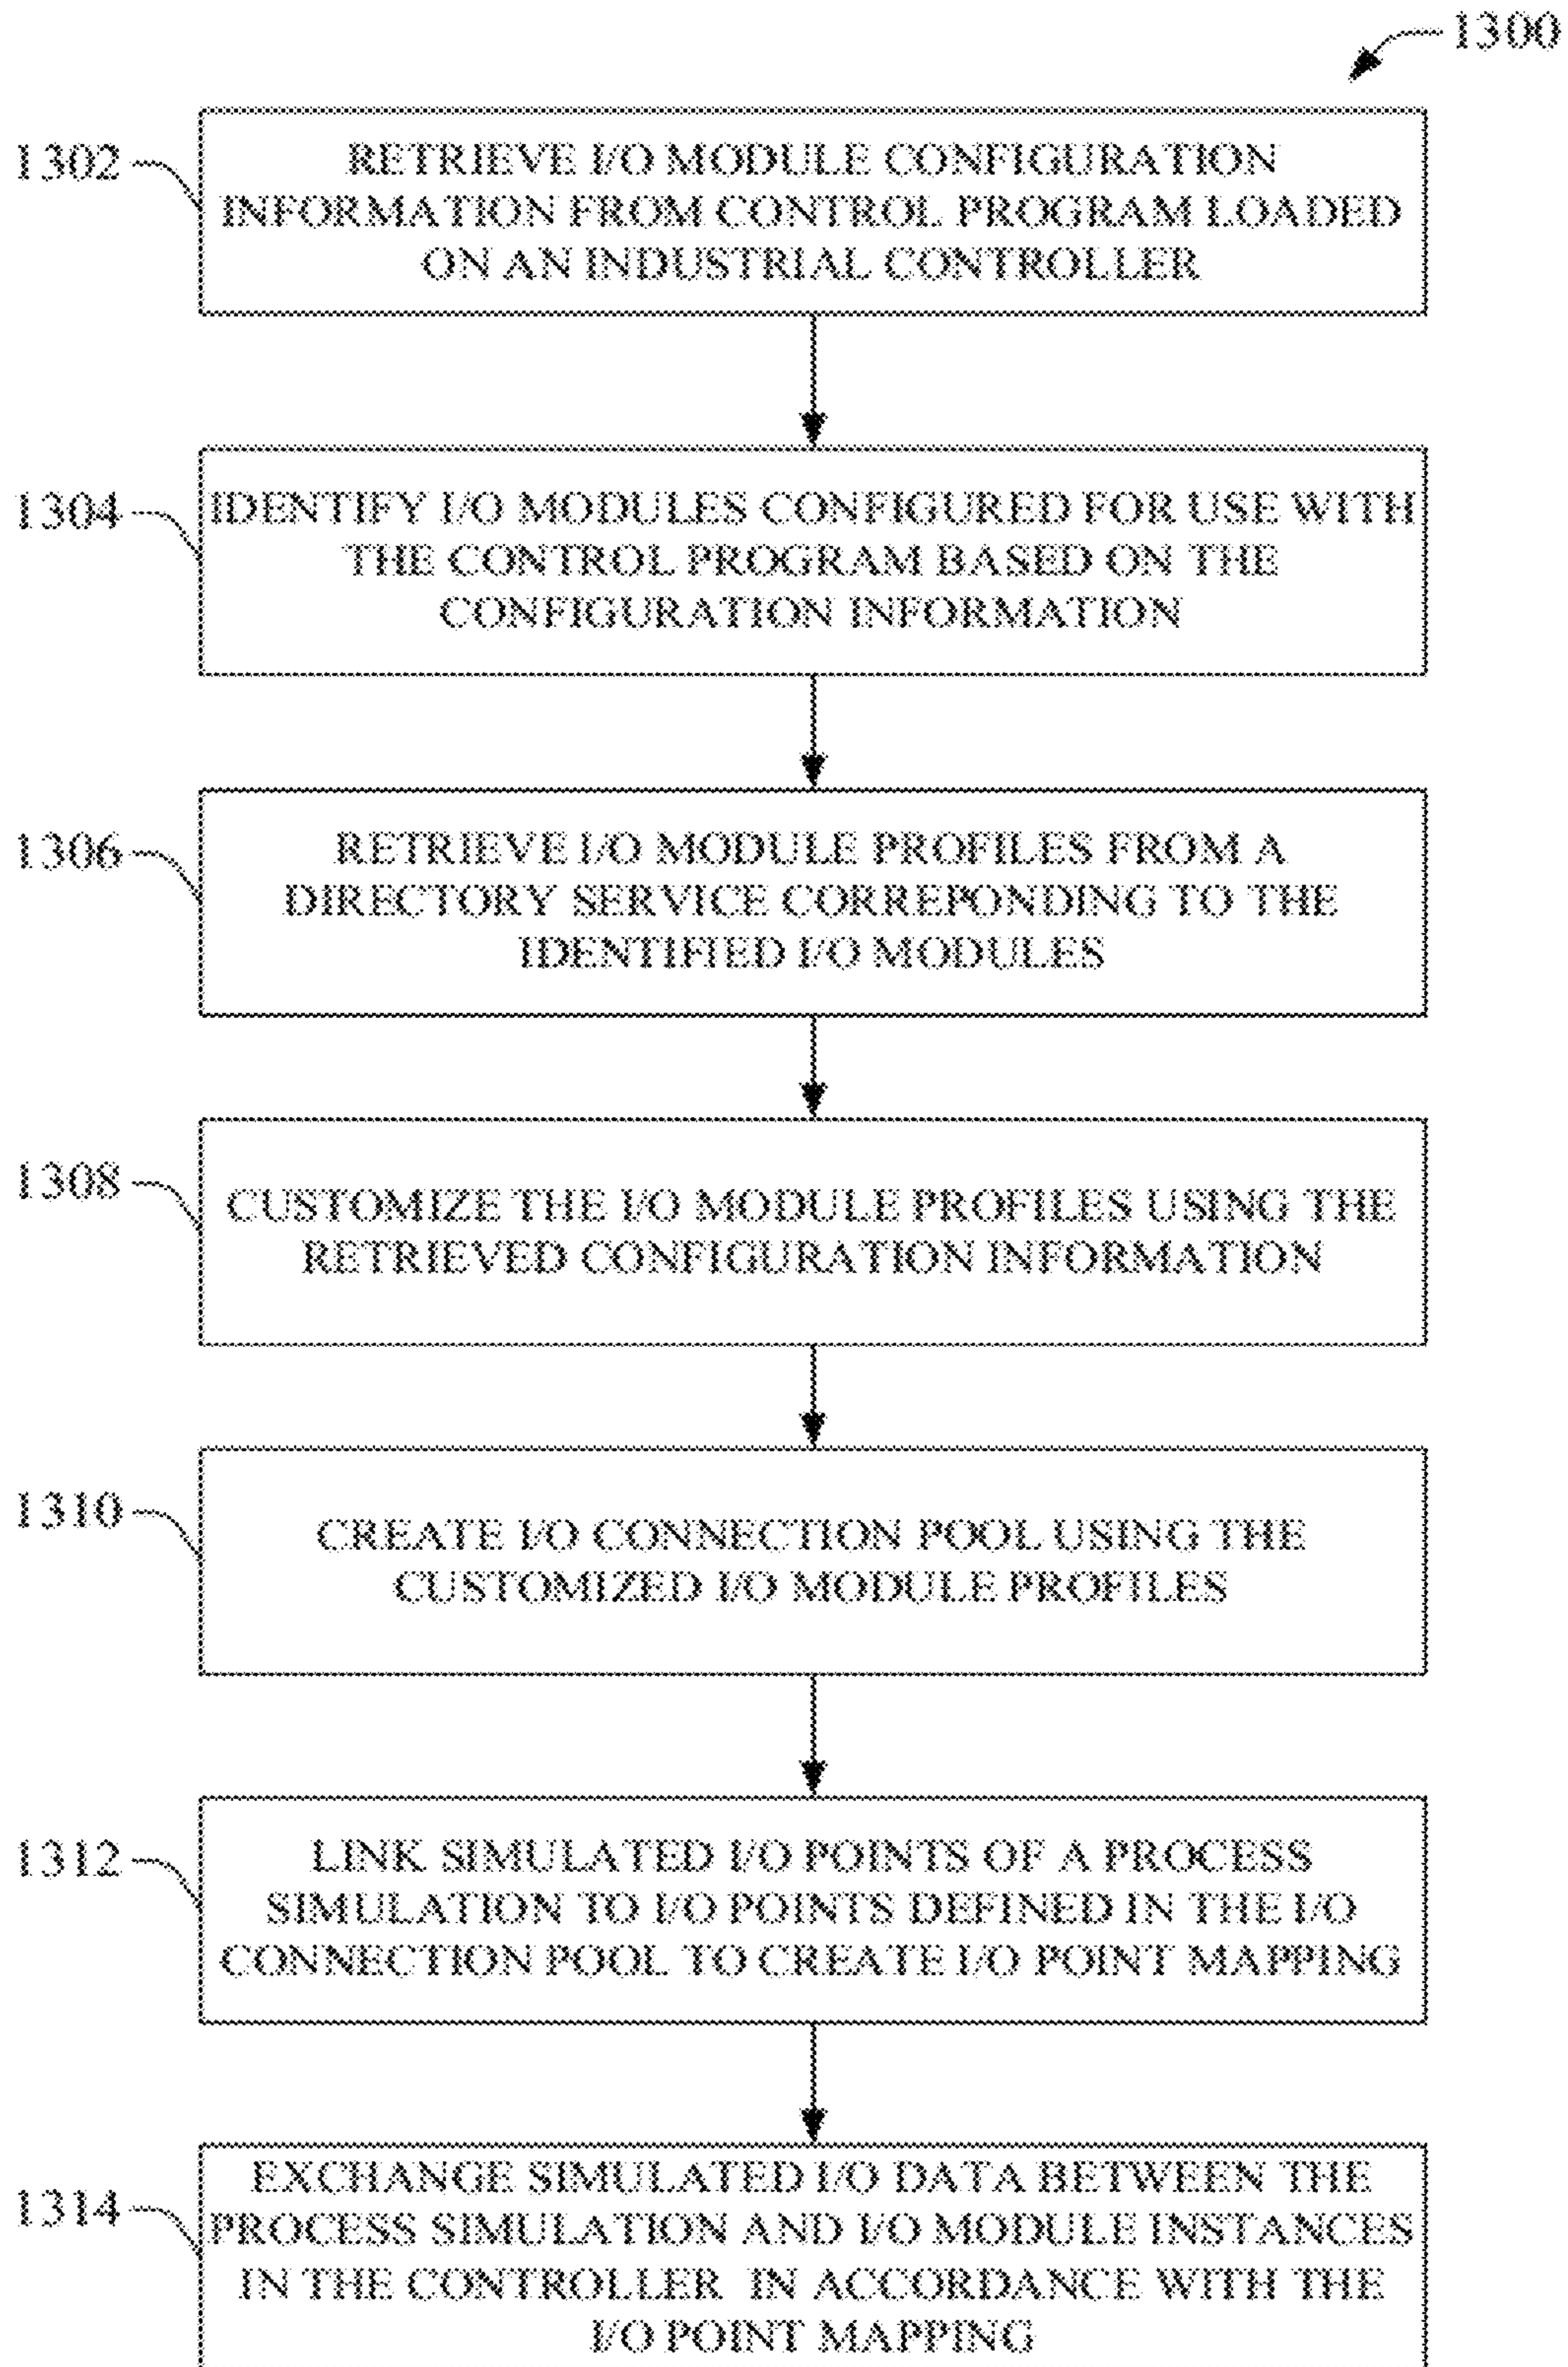 1300
1302
RETRIEVE I/O MODULE CONFIGURATION
INFORMATION FROM CONTROL PROGRAM LOADED
ON AN INDUSTRIAL CONTROLLER
1304
IDENTIFY I/O MODULES CONFIGURED FOR USE WITH
THE CONTROL PROGRAM BASED ON THE
CONFIGURATION INFORMATION
1306
RETRIEVE I/O MODULE PROFILES FROM A
DIRECTORY SERVICE CORREPONDING TO THE
IDENTIFIED I/O MODULES
1308
CUSTOMIZE THE I/O MODULE PROFILES USING THE
RETRIEVED CONFIGURATION INFORMATION
1310
CREATE I/O CONNECTION POOL USING THE
CUSTOMIZED I/O MODULE PROFILES
1312
LINK SIMULATED I/O POINTS OF A PROCESS
SIMULATION TO I/O POINTS DEFINED IN THE I/O
CONNECTION POOL TO CREATE I/O POINT MAPPING
1314
EXCHANGE SIMULATED I/O DATA BETWEEN THE
PROCESS SIMULATION AND I/O MODULE INSTANCES
IN THE CONTROLLER IN ACCORDANCE WITH THE
I/O POINT MAPPING